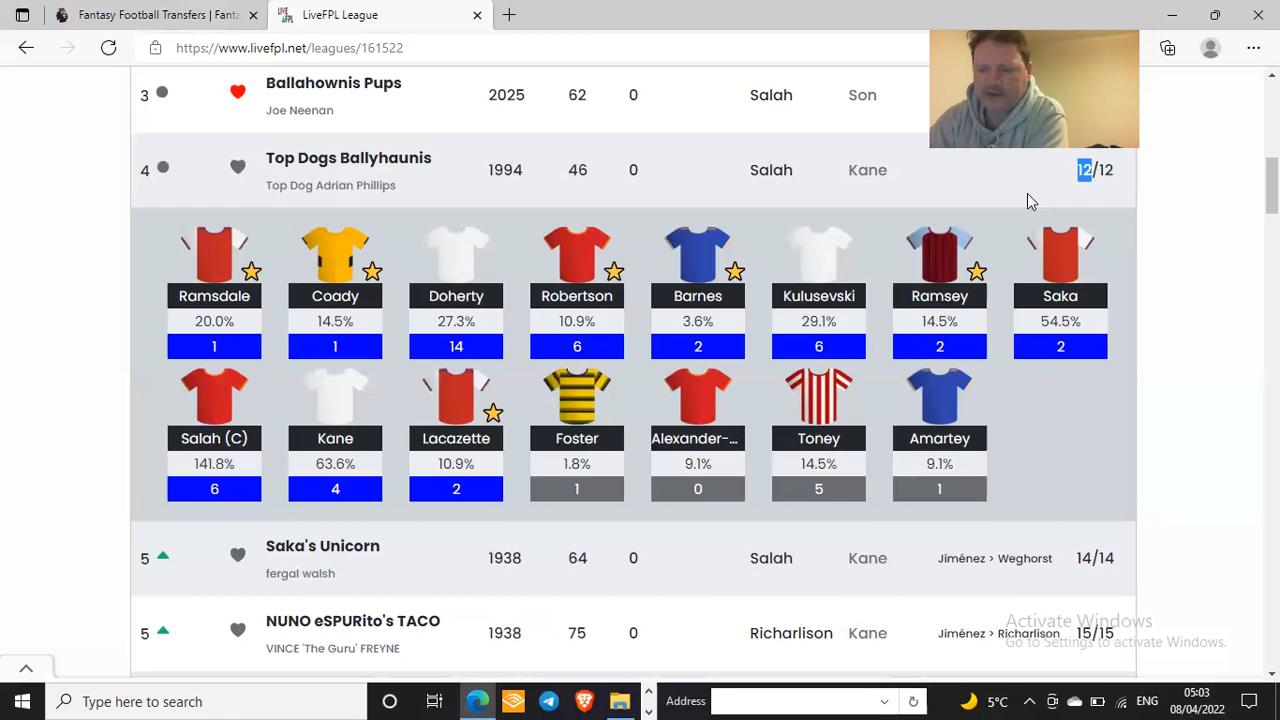 Fantasy Football Transfers | Fanta
LiveFPL League
https://www.livefpl.net/leagues/161522
3 Ballahownis Pups 2025 62 0 Salah Son
Joe Neenan
4 Top Dogs Ballyhaunis 1994 46 0 Salah Kane 12/12
Top Dog Adrian Phillips
Ramsdale Coady Doherty Robertson Barnes Kulusevski Ramsey Saka
20.0% 14.5% 27.3% 10.9% 3.6% 29.1% 14.5% 54.5%
1 1 14 6 2 6 2 2
Salah (C) Kane Lacazette Foster Alexander-... Toney Amartey
141.8% 63.6% 10.9% 1.8% 9.1% 14.5% 9.1%
6 4 2 1 0 5 1
5 Saka's Unicorn 1938 64 0 Salah Kane Jiménez > Weghorst 14/14
fergal walsh
5 NUNO eSPURito's TACO 1938 75 0 Richarlison Kane Jiménez > Richarlison 15/15
VINCE 'The Guru' FREYNE
Activate Windows
Go to Settings to activate Windows.
Type here to search
Address
5°C
ENG
05:03
08/04/2022